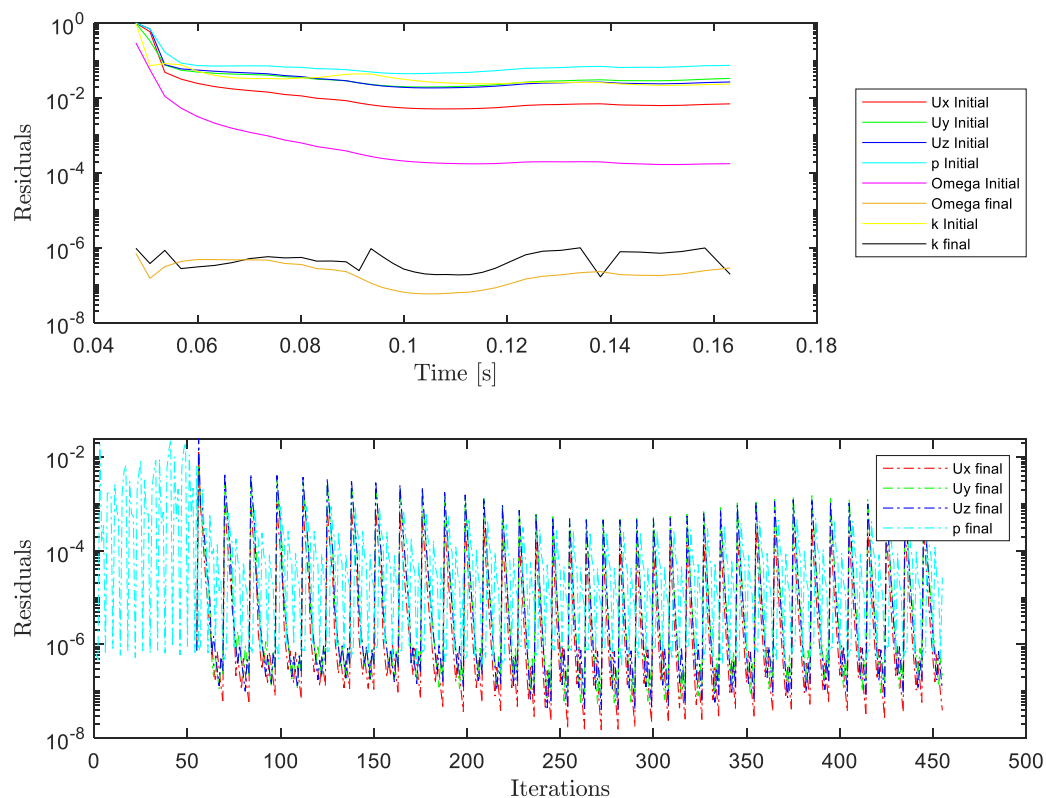 10^0
10^-2
10^-4
10^-6
10^-8
Residuals
0.04 0.06 0.08 0.1 0.12 0.14 0.16 0.18
Time [s]
Ux Initial
Uy Initial
Uz Initial
p Initial
Omega Initial
Omega final
k Initial
k final
10^-2
10^-4
10^-6
10^-8
Residuals
0 50 100 150 200 250 300 350 400 450 500
Iterations
Ux final
Uy final
Uz final
p final